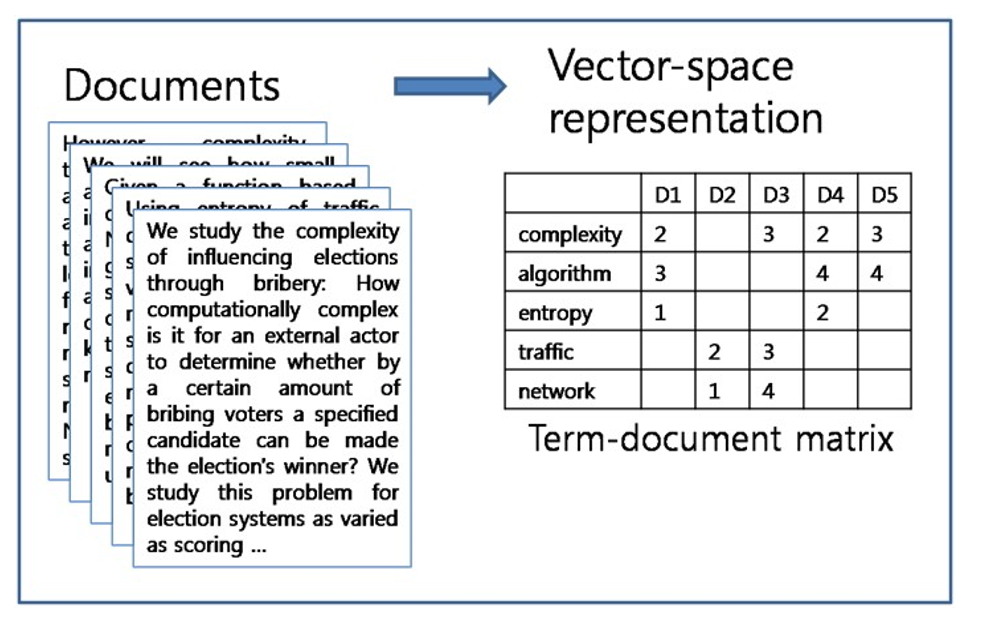 Documents
Vector-space
representation
However complexity
We will see how small
Given a function based
Using entropy of traffic
We study the complexity
of influencing elections
through bribery: How
computationally complex
is it for an external actor
to determine whether by
a certain amount of
bribing voters a specified
candidate can be made
the election's winner? We
study this problem for
election systems as varied
as scoring ...
D1 D2 D3 D4 D5
complexity 2 3 2 3
algorithm 3 4 4
entropy 1 2
traffic 2 3
network 1 4
Term-document matrix